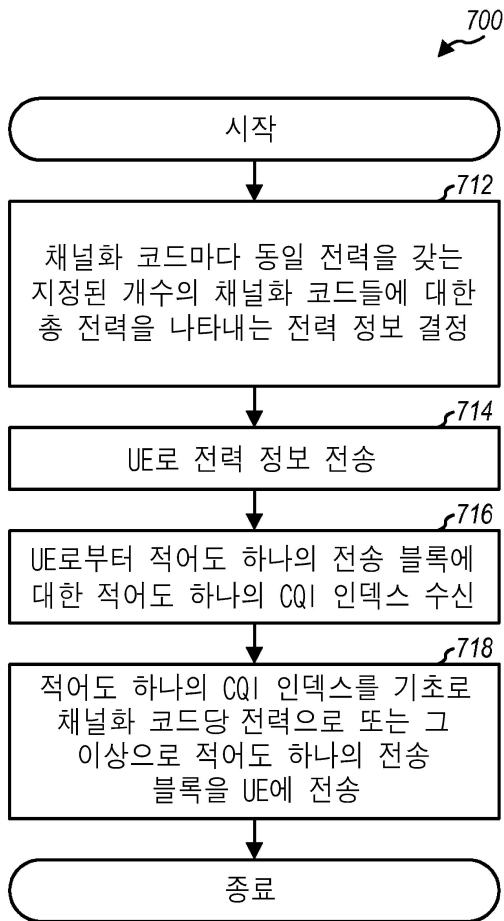 700
시작
712
채널화 코드마다 동일 전력을 갖는
지정된 개수의 채널화 코드들에 대한
총 전력을 나타내는 전력 정보 결정
714
UE로 전력 정보 전송
716
UE로부터 적어도 하나의 전송 블록에
대한 적어도 하나의 CQI 인덱스 수신
718
적어도 하나의 CQI 인덱스를 기초로
채널화 코드당 전력으로 또는 그
이상으로 적어도 하나의 전송
블록을 UE에 전송
종료